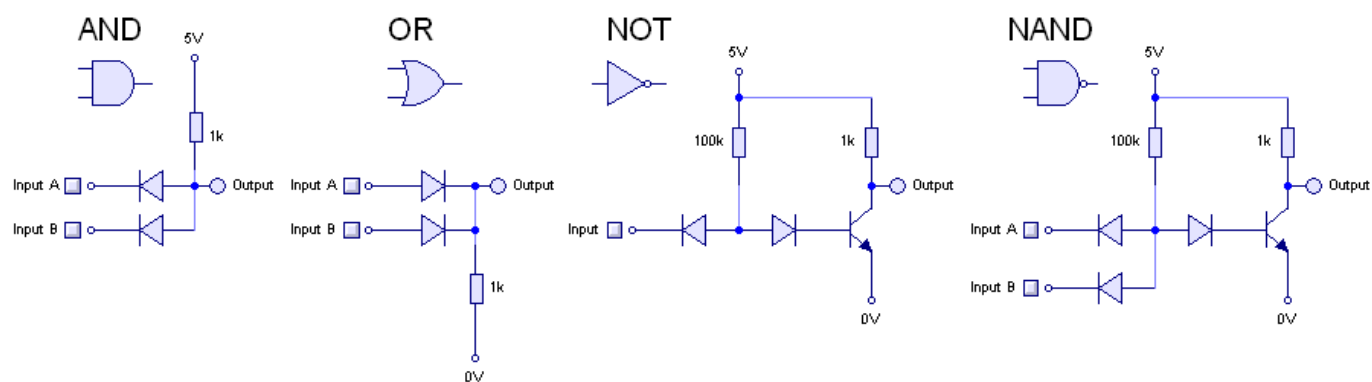 AND
5V
1k
Input A
Output
Input B
OR
Input A
Output
Input B
1k
0V
NOT
5V
100k
1k
Output
Input
0V
NAND
5V
100k
1k
Output
Input A
Input B
0V